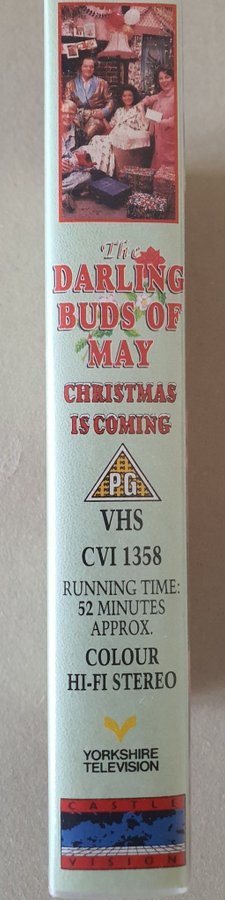 The
DARLING
BUDS OF
MAY
CHRISTMAS
IS COMING
PG
VHS
CVI 1358
RUNNING TIME:
52 MINUTES
APPROX.
COLOUR
HI-FI STEREO
YORKSHIRE
TELEVISION
CASTLE
VISION